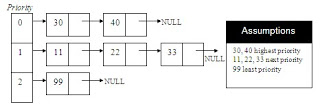 Priority
0 30 40 NULL
1 11 22 33 NULL
2 99 NULL
Assumptions
30, 40 highest priority
11, 22, 33 next priority
99 least priority